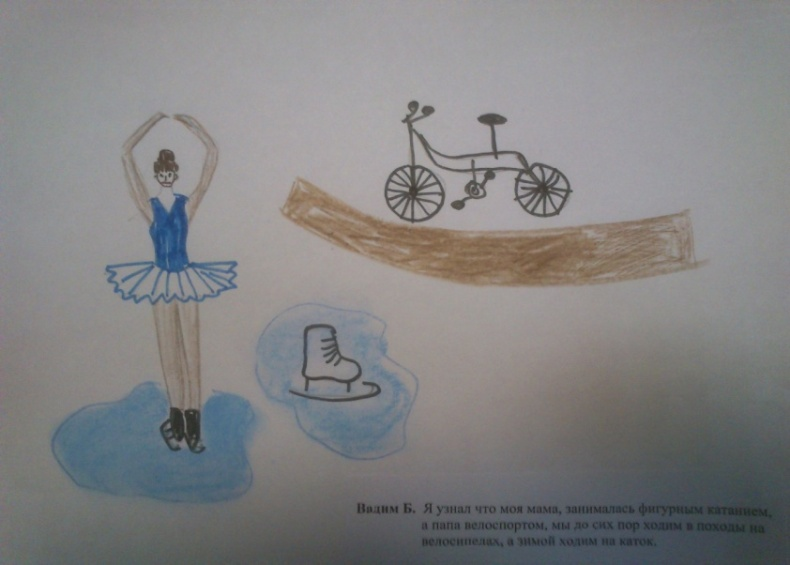 Вадим Б. Я узнал что моя мама, занималась фигурным катанием,
а папа велоспортом, мы до сих пор ходим в походы на
велосипедах, а зимой ходим на каток.